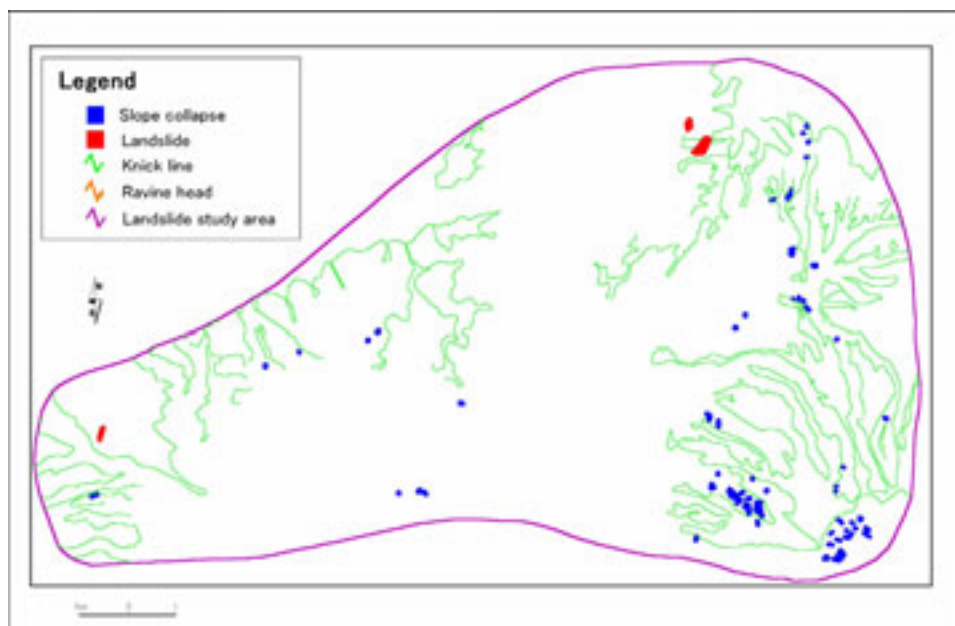 Legend
Slope collapse
Landslide
Knick line
Ravine head
Landslide study area